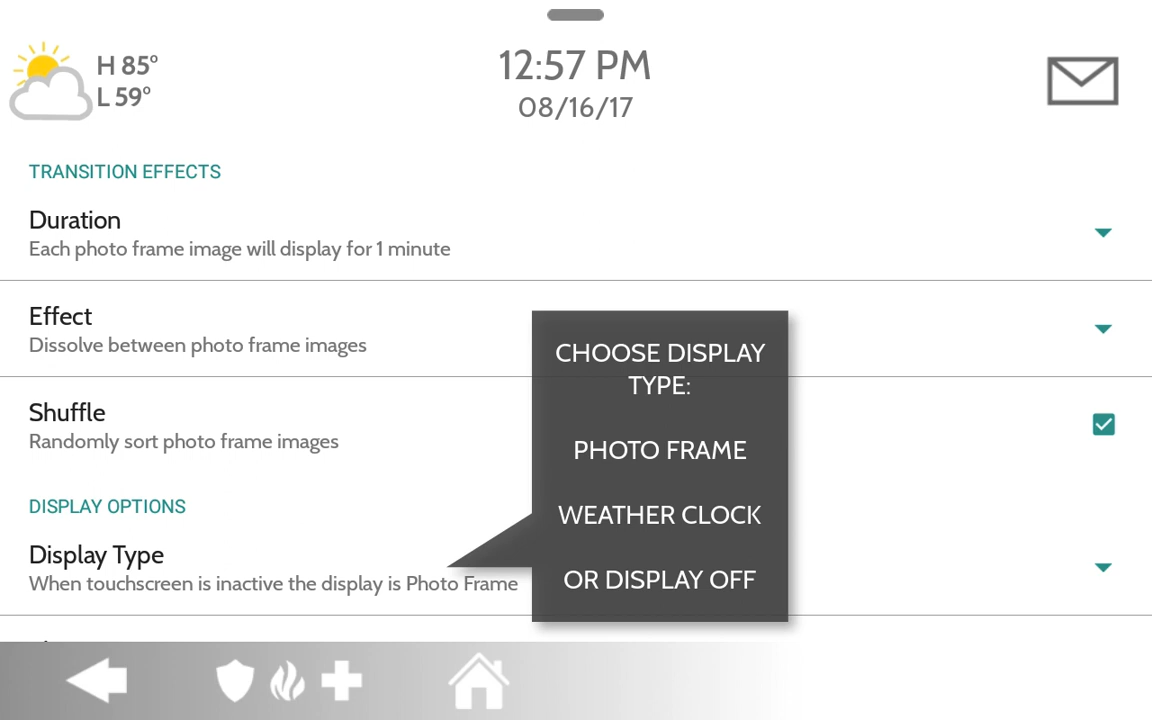 H 85°
L 59°
12:57 PM
08/16/17
TRANSITION EFFECTS
Duration
Each photo frame image will display for 1 minute
Effect
Dissolve between photo frame images
Shuffle
Randomly sort photo frame images
DISPLAY OPTIONS
Display Type
When touchscreen is inactive the display is Photo Frame
CHOOSE DISPLAY
TYPE:
PHOTO FRAME
WEATHER CLOCK
OR DISPLAY OFF